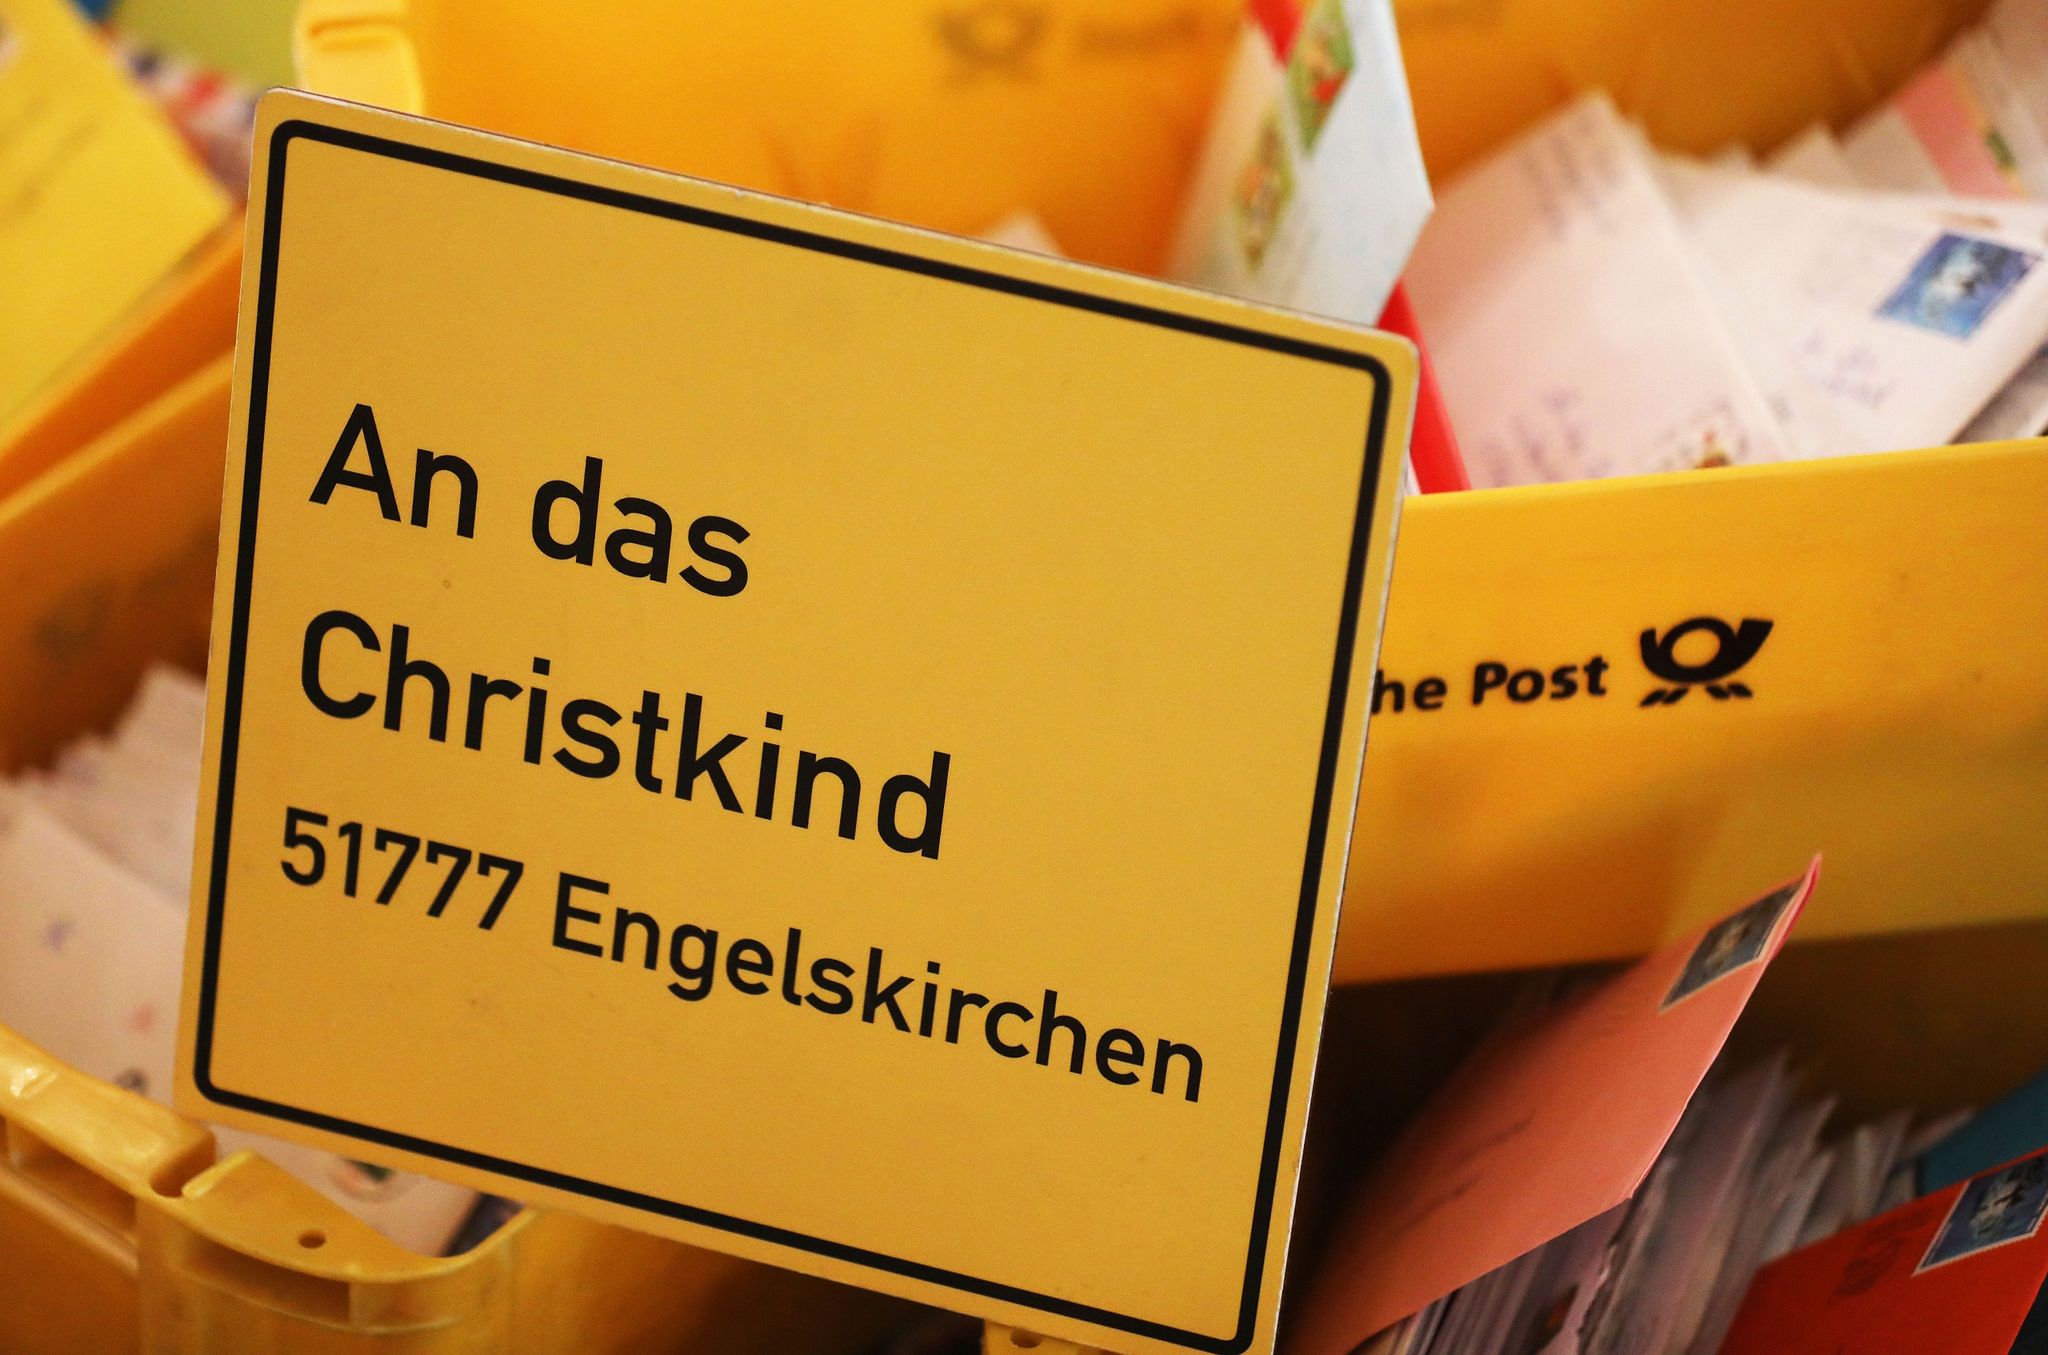 An das
Christkind
51777 Engelskirchen
he Post